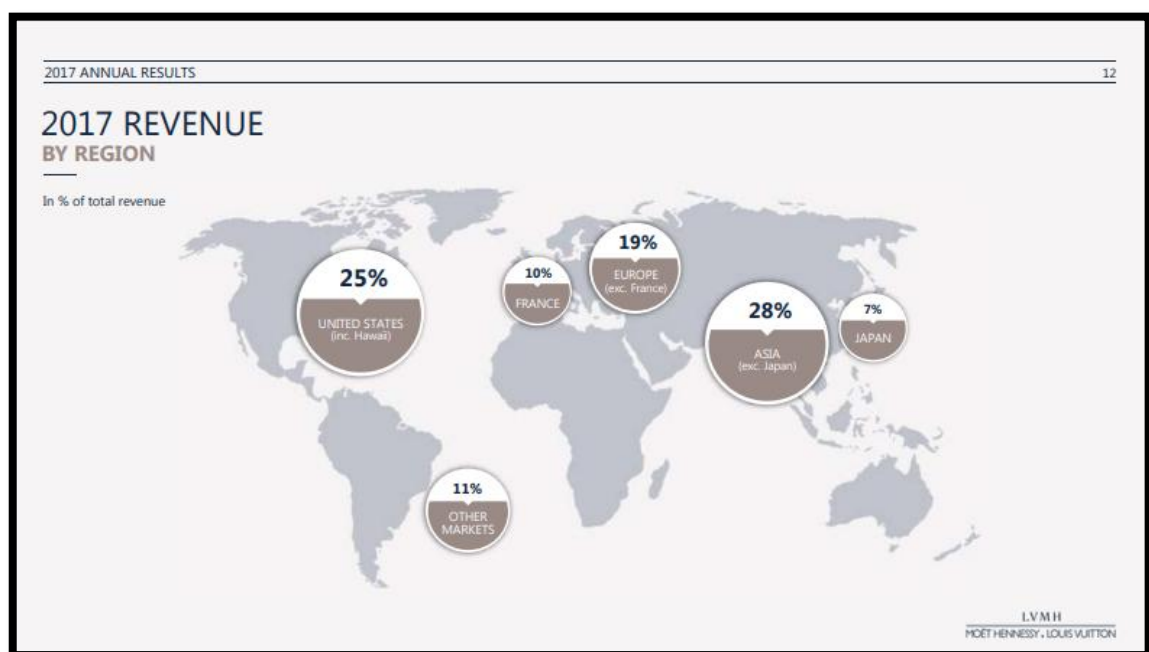 2017 ANNUAL RESULTS 12
2017 REVENUE
BY REGION
In % of total revenue
25%
UNITED STATES
(inc. Hawaii)
10%
FRANCE
19%
EUROPE
(exc. France)
28%
ASIA
(exc. Japan)
7%
JAPAN
11%
OTHER
MARKETS
LVMH
MOËT HENNESSY . LOUIS VUITTON